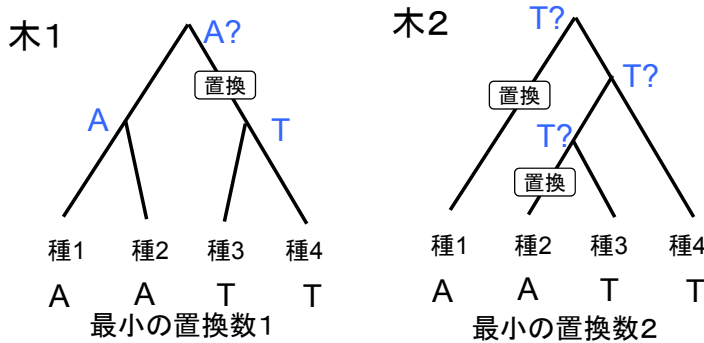 木1
A?
置換
A
T
種1 種2 種3 種4
A A T T
最小の置換数1
木2
T?
T?
置換
T?
置換
種1 種2 種3 種4
A A T T
最小の置換数2